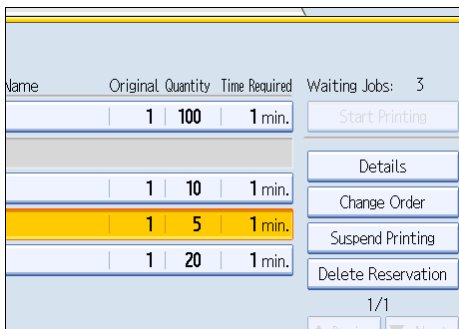 Name Original Quantity Time Required Waiting Jobs: 3
1 100 1 min. Start Printing
Details
1 10 1 min. Change Order
1 5 1 min. Suspend Printing
1 20 1 min. Delete Reservation
1/1